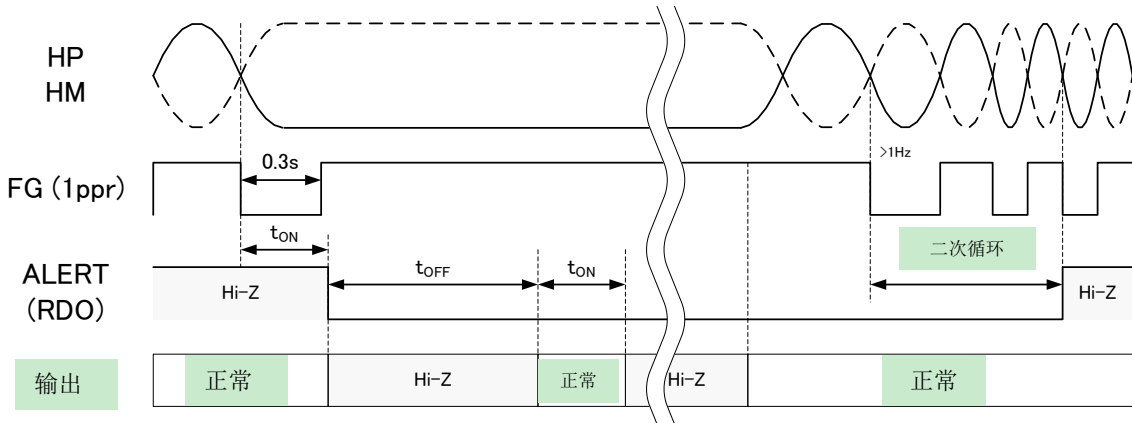 HP
HM
>1Hz
FG (1ppr)
0.3s
tON
二次循环
ALERT
(RDO)
Hi-Z
tOFF
tON
Hi-Z
输出
正常
Hi-Z
正常
Hi-Z
正常